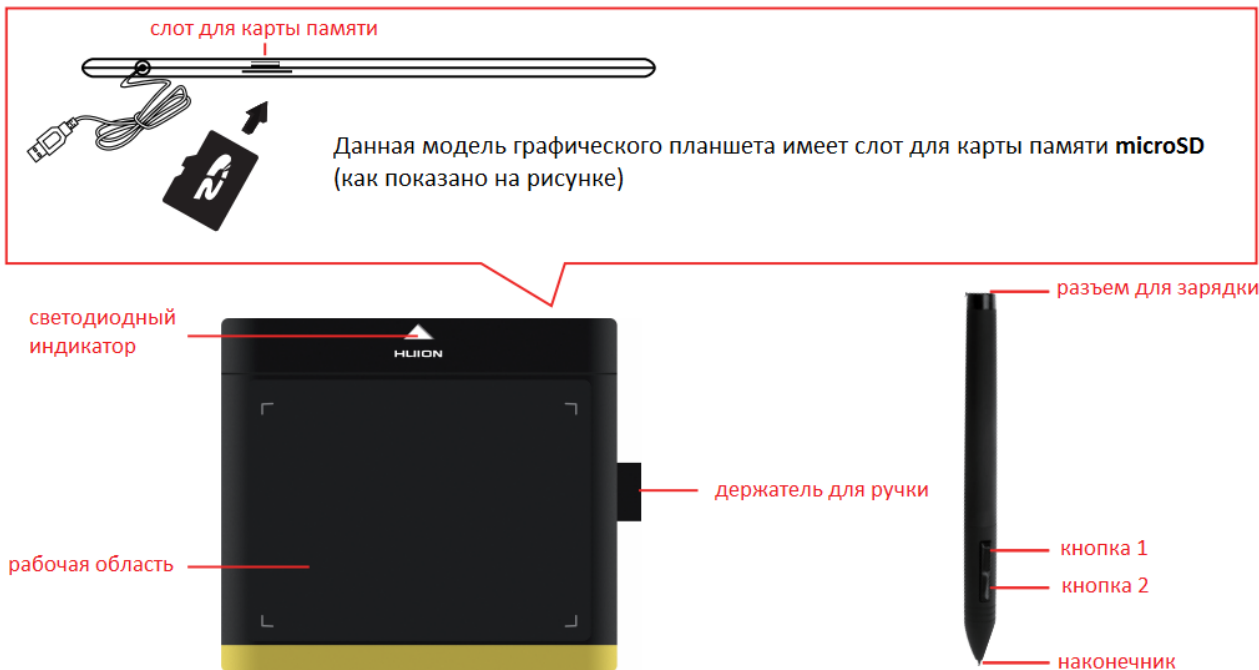 слот для карты памяти
Данная модель графического планшета имеет слот для карты памяти microSD
(как показано на рисунке)
разъем для зарядки
светодиодный
индикатор
HUION
держатель для ручки
кнопка 1
рабочая область
кнопка 2
наконечник